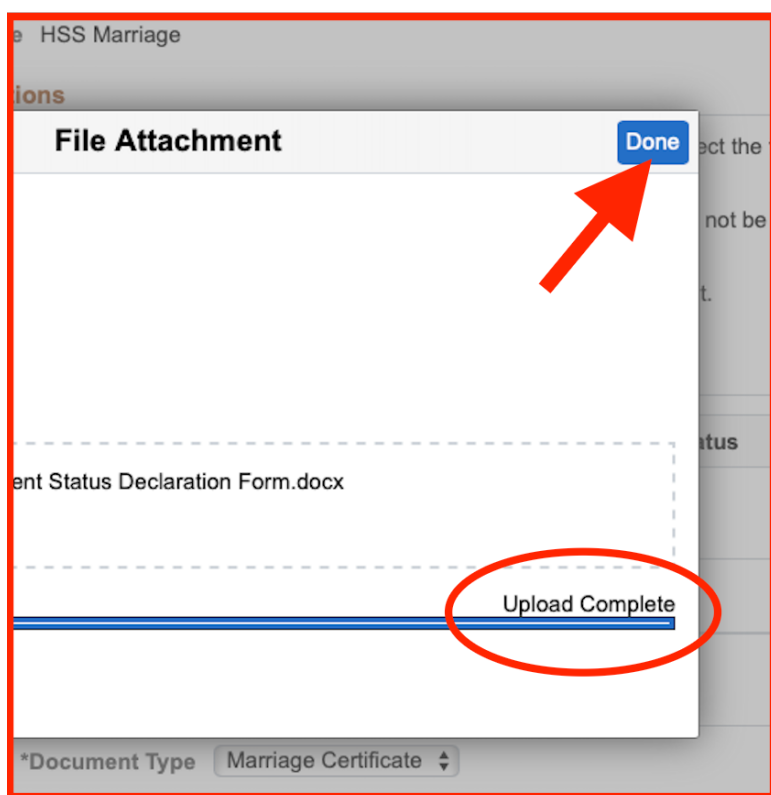 e HSS Marriage
ions
File Attachment
Done
ect the
not be
t.
atus
ent Status Declaration Form.docx
Upload Complete
*Document Type Marriage Certificate